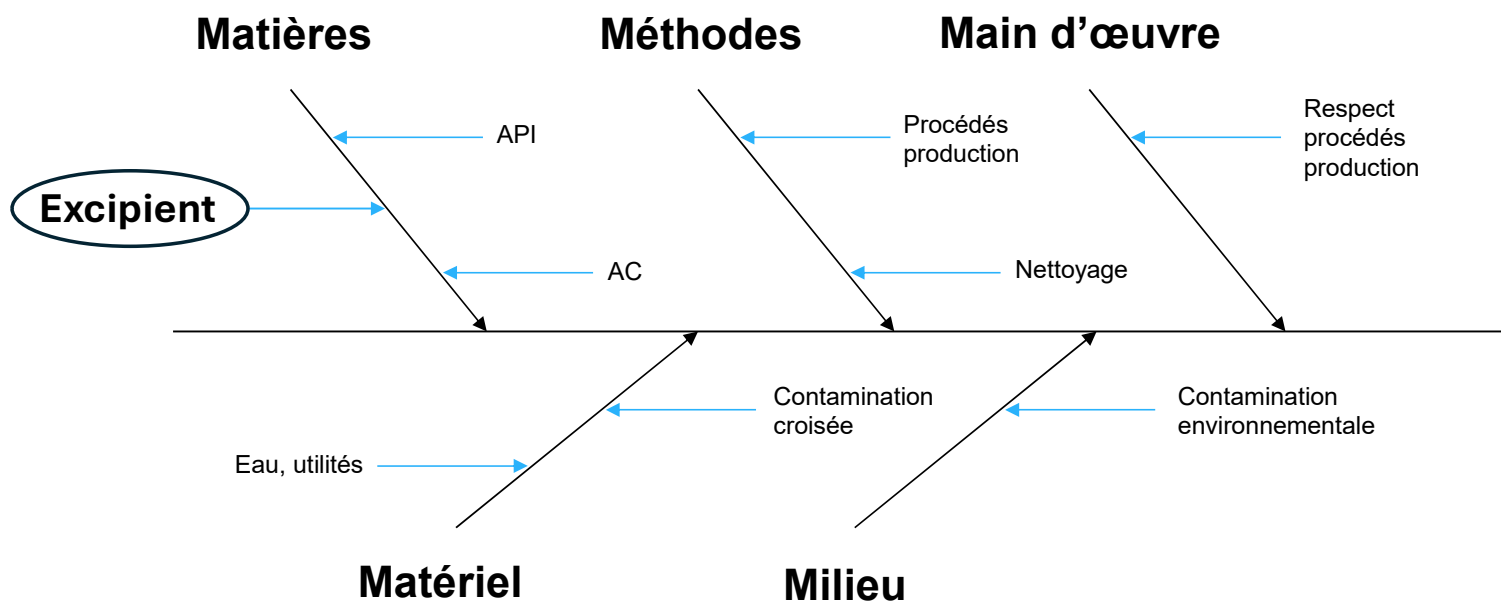 Matières
Méthodes
Main d’œuvre
API
Procédés
production
Respect
procédés
production
Excipient
AC
Nettoyage
Contamination
croisée
Contamination
environnementale
Eau, utilités
Matériel
Milieu